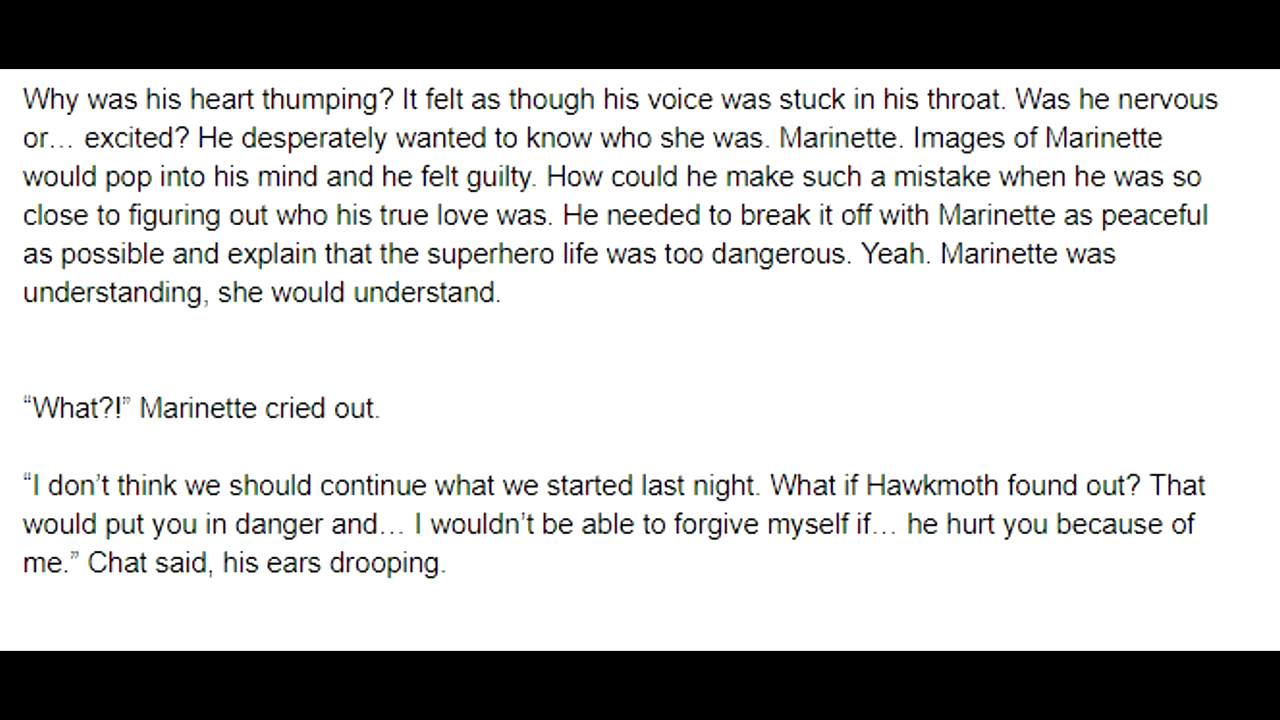 Why was his heart thumping? It felt as though his voice was stuck in his throat. Was he nervous
or… excited? He desperately wanted to know who she was. Marinette. Images of Marinette
would pop into his mind and he felt guilty. How could he make such a mistake when he was so
close to figuring out who his true love was. He needed to break it off with Marinette as peaceful
as possible and explain that the superhero life was too dangerous. Yeah. Marinette was
understanding, she would understand.
“What?!” Marinette cried out.
“I don’t think we should continue what we started last night. What if Hawkmoth found out? That
would put you in danger and… I wouldn’t be able to forgive myself if… he hurt you because of
me.” Chat said, his ears drooping.